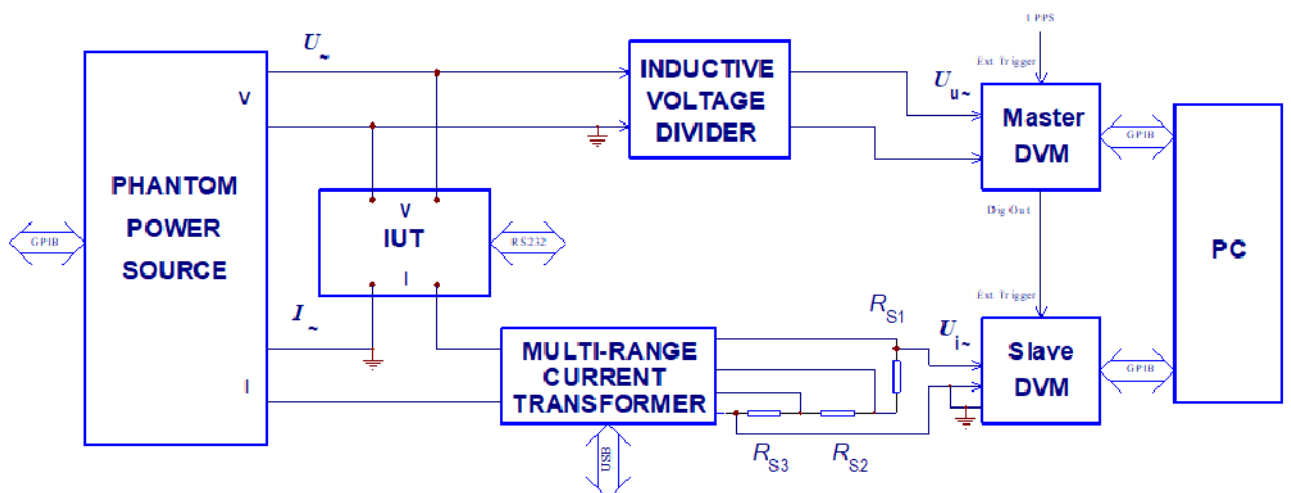 1 PPS
Ext. Trigger
U~
V
PHANTOM
POWER
SOURCE
GPIB
I~
I
V
IUT
I
RS232
INDUCTIVE
VOLTAGE
DIVIDER
Uu~
Master
DVM
GPIB
Dig Out
PC
MULTI-RANGE
CURRENT
TRANSFORMER
USB
RS1
RS3
RS2
Ui~
Ext. Trigger
Slave
DVM
GPIB